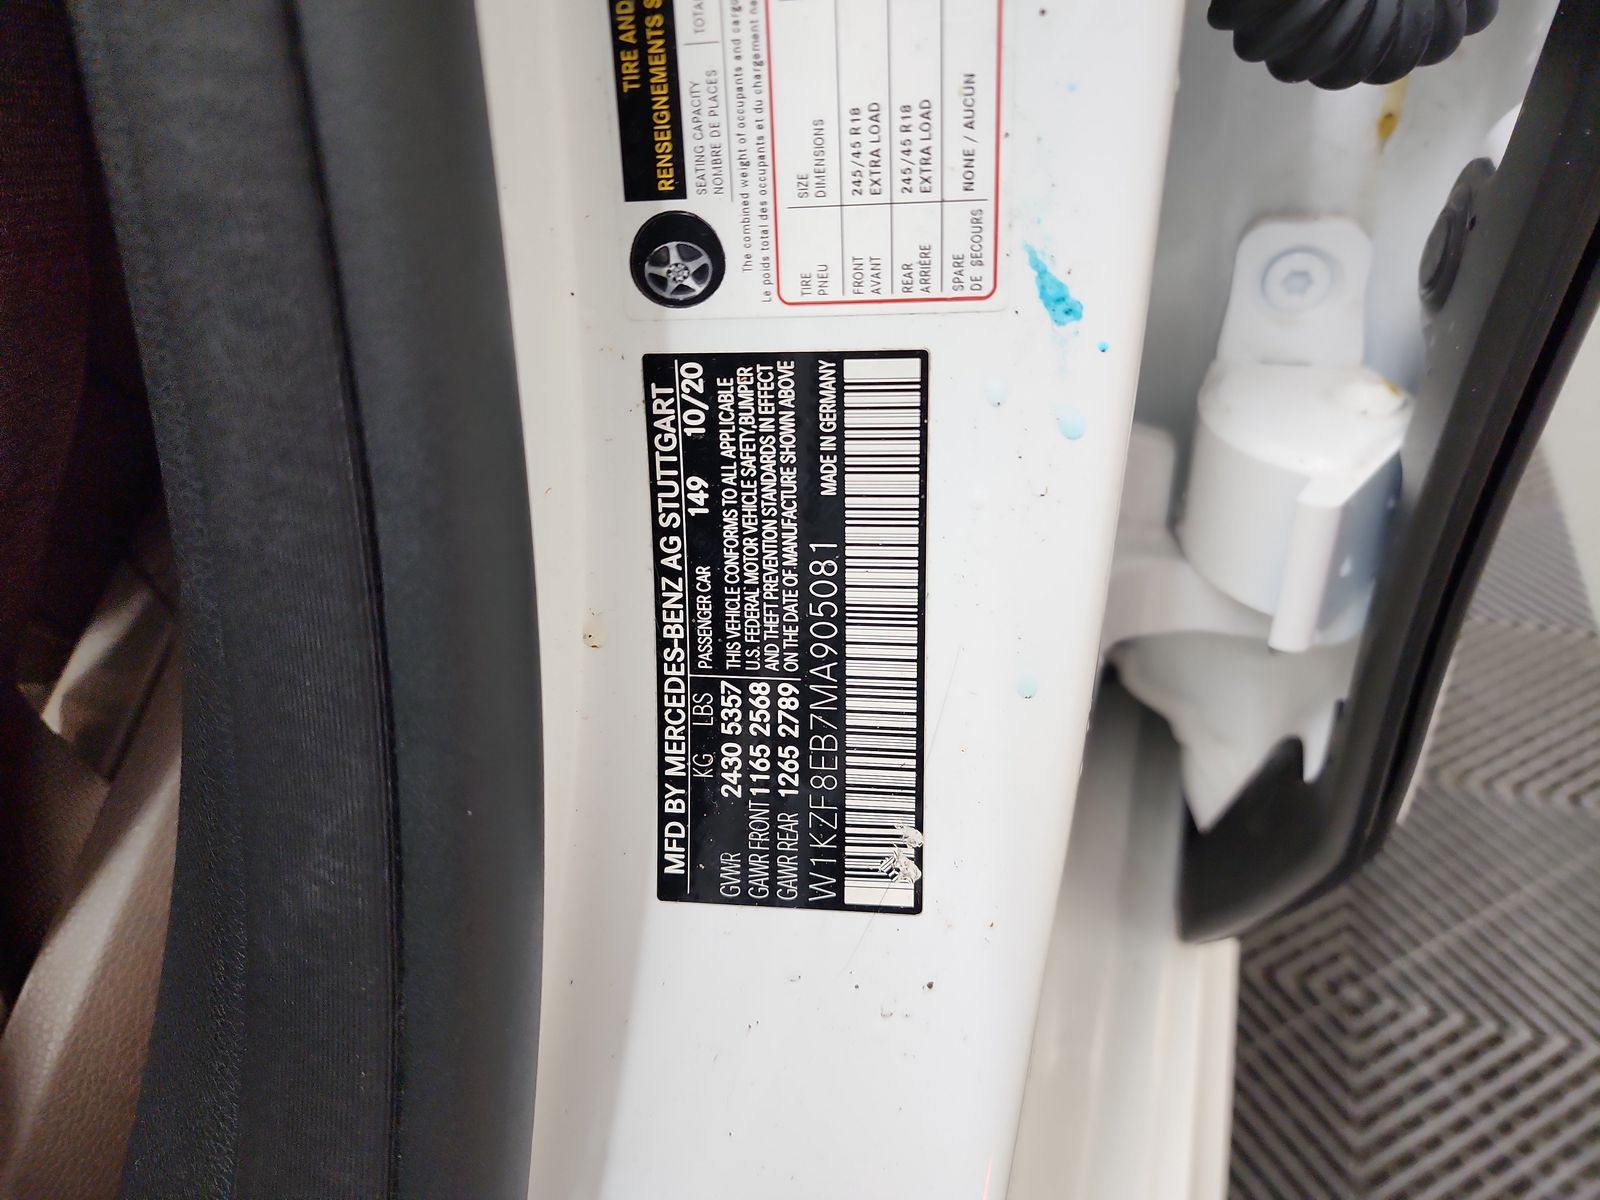 TIRE AND
RENSEIGNEMENTS S
SEATING CAPACITY
NOMBRE DE PLACES
TOTA
The combined weight of occupants and cargo
Le poids total des occupants et du chargement
TIRE
PNEU
SIZE
DIMENSIONS
FRONT
AVANT
245/45 R18
EXTRA LOAD
REAR
ARRIÈRE
245/45 R18
EXTRA LOAD
SPARE
DE SECOURS
NONE / AUCUN
MFD BY MERCEDES-BENZ AG STUTTGART
KG LBS PASSENGER CAR 149 10/20
GVWR 2430 5357
GAWR FRONT 1165 2568
GAWR REAR 1265 2789
THIS VEHICLE CONFORMS TO ALL APPLICABLE
U.S. FEDERAL MOTOR VEHICLE SAFETY,BUMPER
AND THEFT PREVENTION STANDARDS IN EFFECT
ON THE DATE OF MANUFACTURE SHOWN ABOVE
W1KZF8EB7MA905081 MADE IN GERMANY